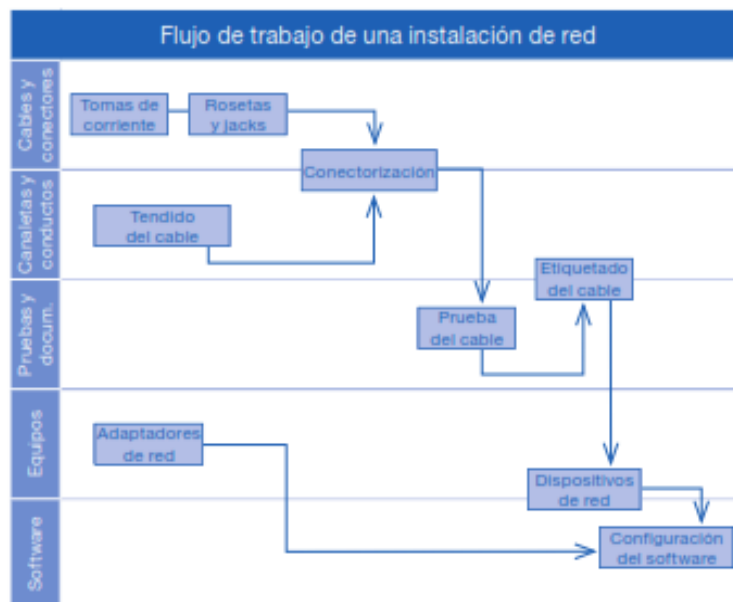 Flujo de trabajo de una instalación de red
Cables y
conectores
Tomas de
corriente
Rosetas
y jacks
Conectorización
Canaletas y
conductos
Tendido
del cable
Etiquetado
del cable
Pruebas y
docum.
Prueba
del cable
Equipos
Adaptadores
de red
Dispositivos
de red
Software
Configuración
del software